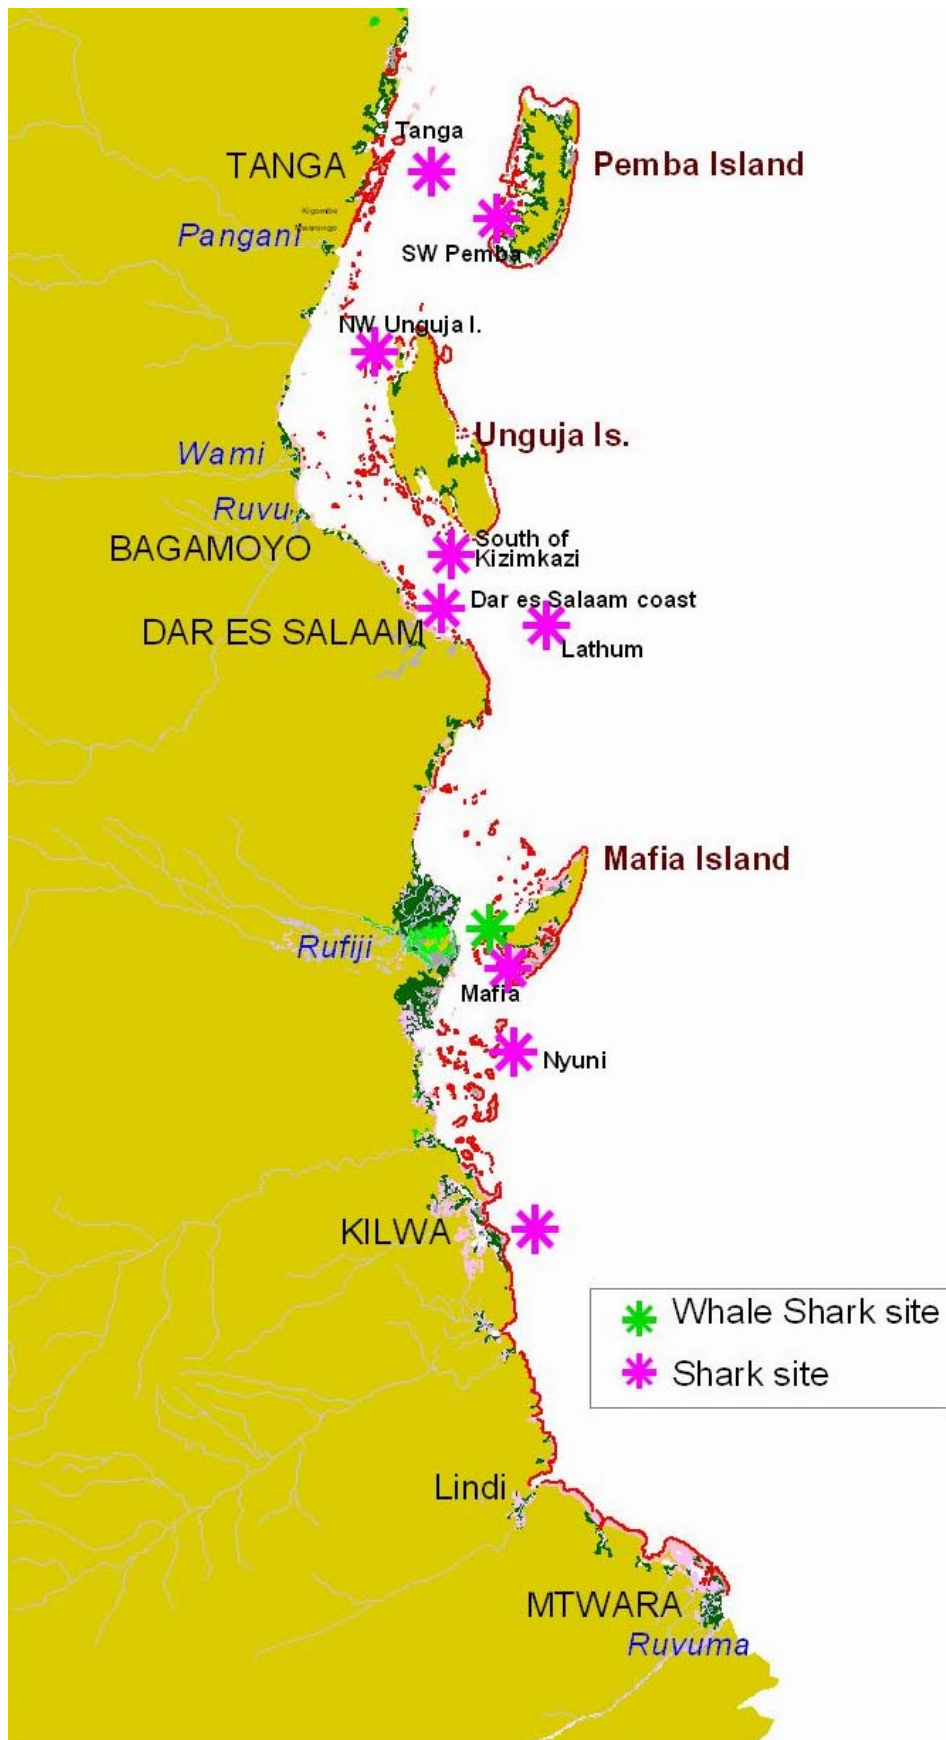 Tanga
TANGA
Pemba Island
Kigombe
Mwarongo
Pangani
SW Pemba
NW Unguja I.
Unguja Is.
Wami
Ruvu
South of
Kizimkazi
BAGAMOYO
Dar es Salaam coast
DAR ES SALAAM
Lathum
Mafia Island
Rufiji
Mafia
Nyuni
KILWA
Whale Shark site
Shark site
Lindi
MTWARA
Ruvuma